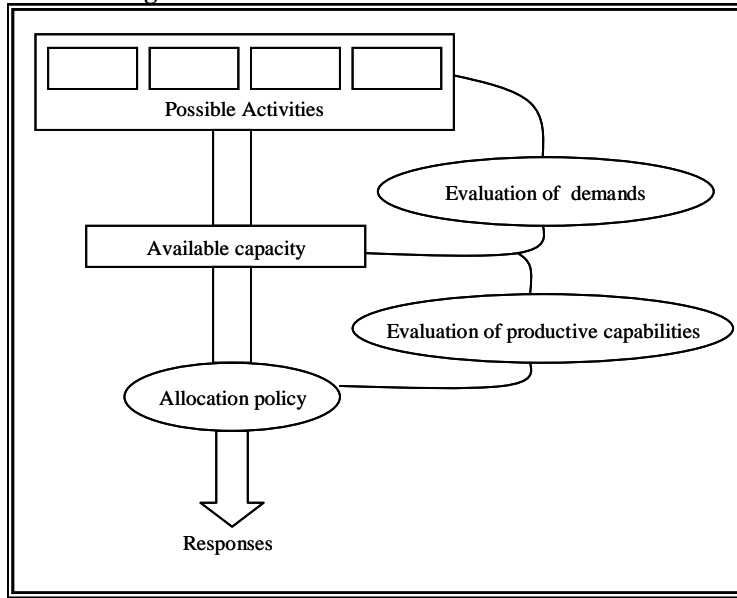 Possible Activities
Evaluation of demands
Available capacity
Evaluation of productive capabilities
Allocation policy
Responses